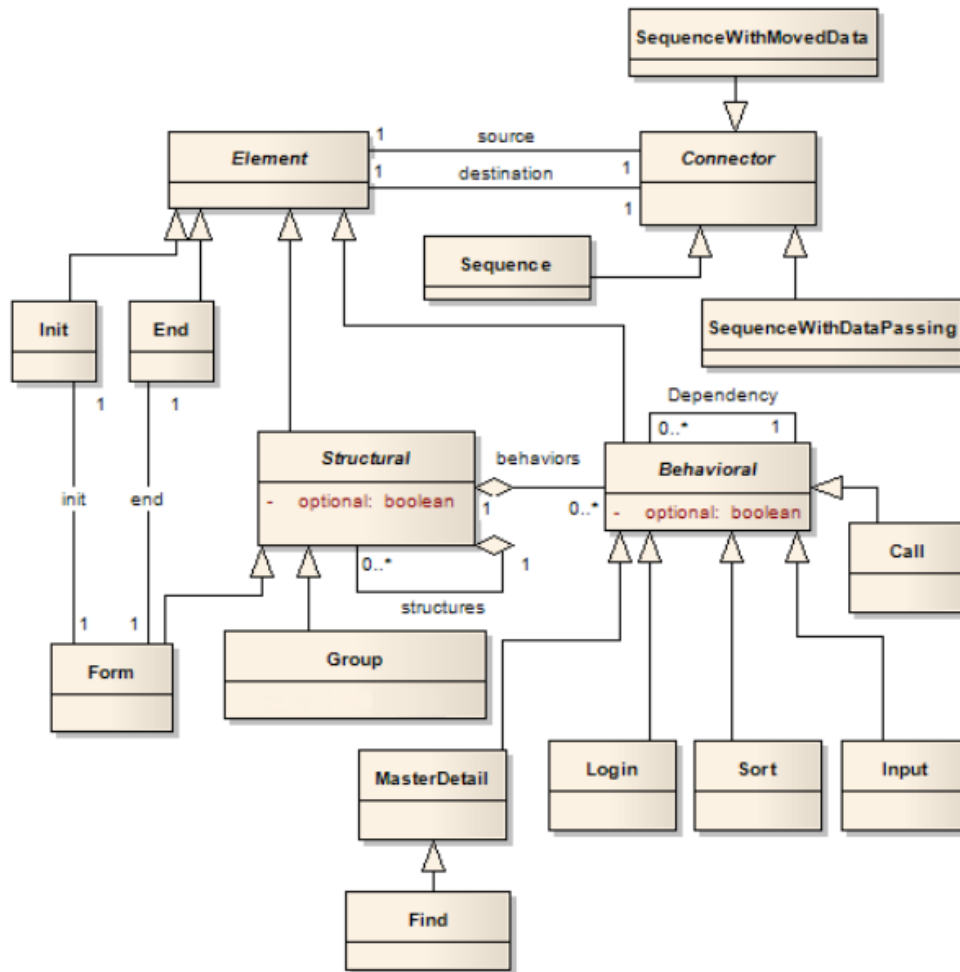 SequenceWithMovedData
Element
1
source
1
Connector
1
destination
1
Sequence
SequenceWithDataPassing
Init
End
1
1
Dependency
0..*
1
Structural
- optional: boolean
behaviors
1
0..*
Behavioral
- optional: boolean
init
end
0..*
1
structures
Call
1
1
Form
Group
MasterDetail
Login
Sort
Input
Find